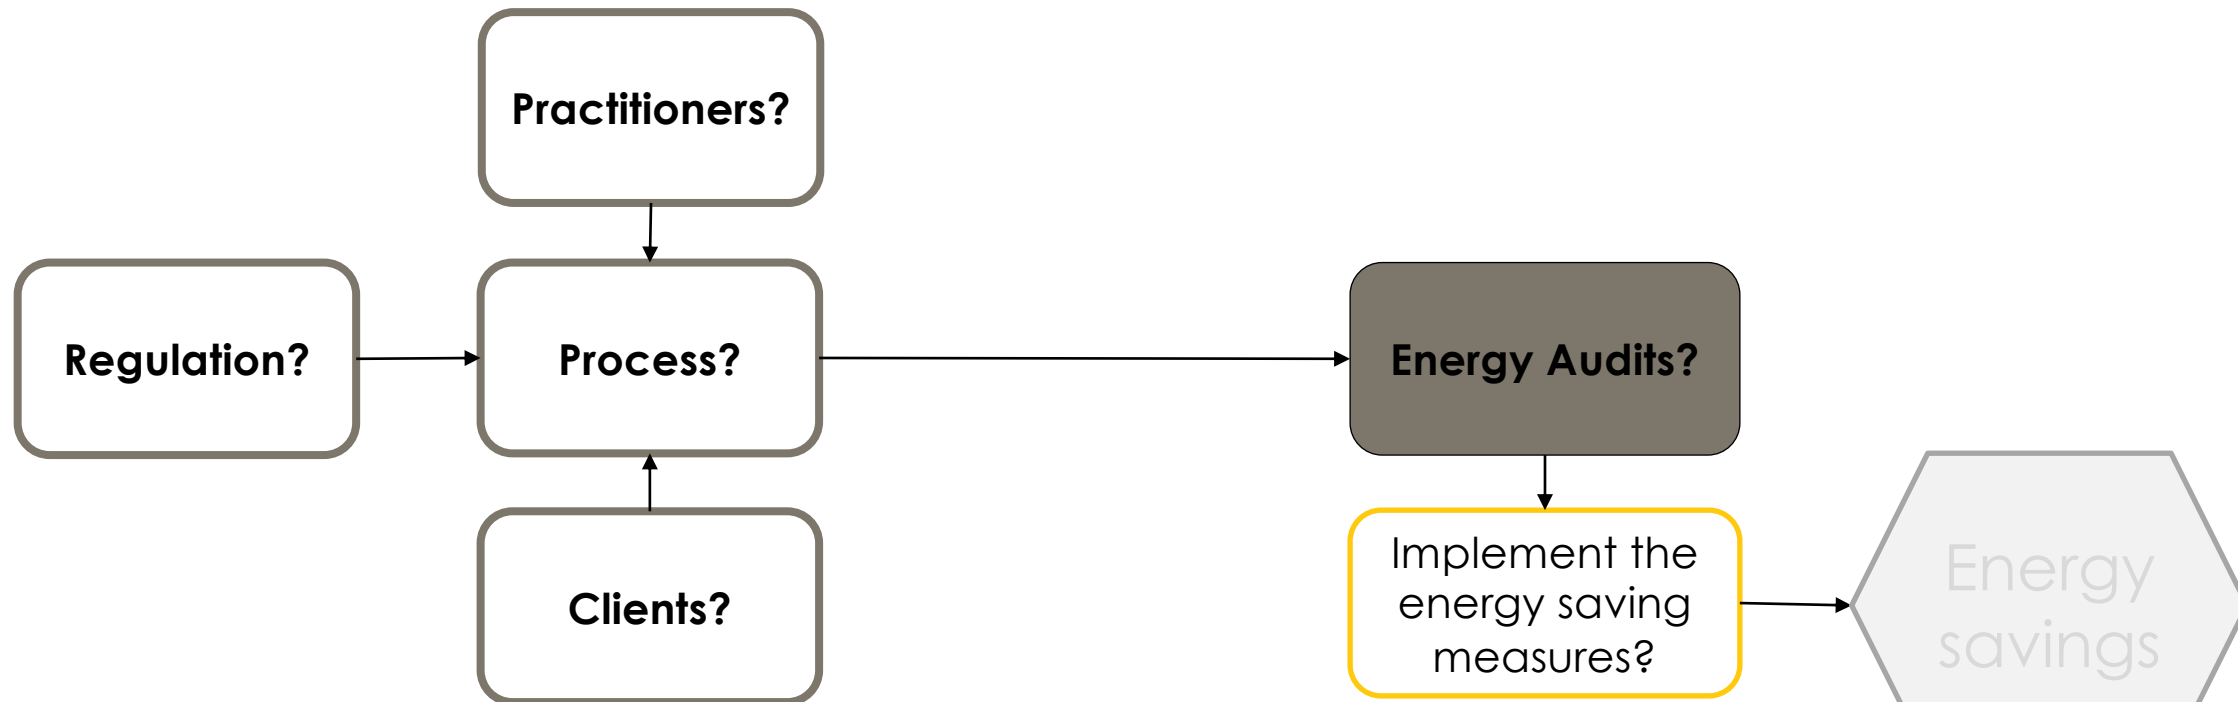 Practitioners?
Regulation?
Process?
Energy Audits?
Clients?
Implement the
energy saving
measures?
Energy
savings